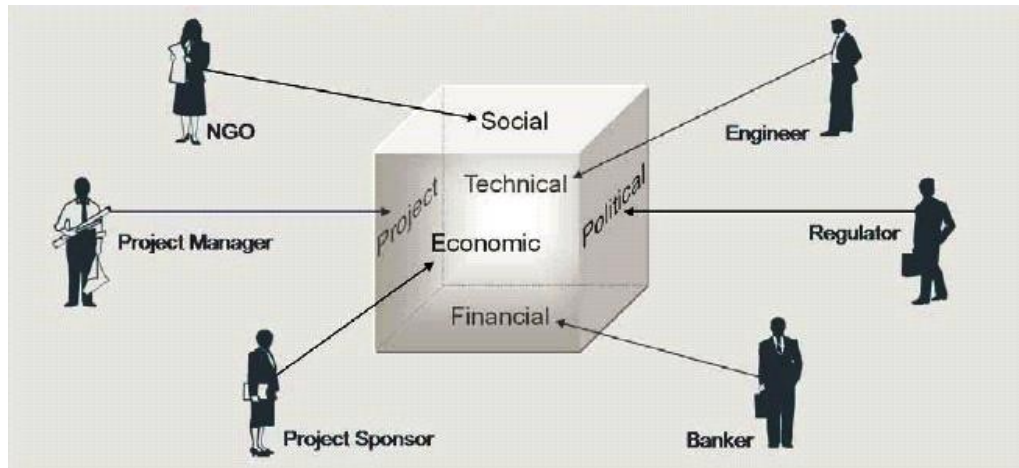 NGO
Social
Engineer
Technical
Project
Political
Project Manager
Economic
Regulator
Financial
Project Sponsor
Banker